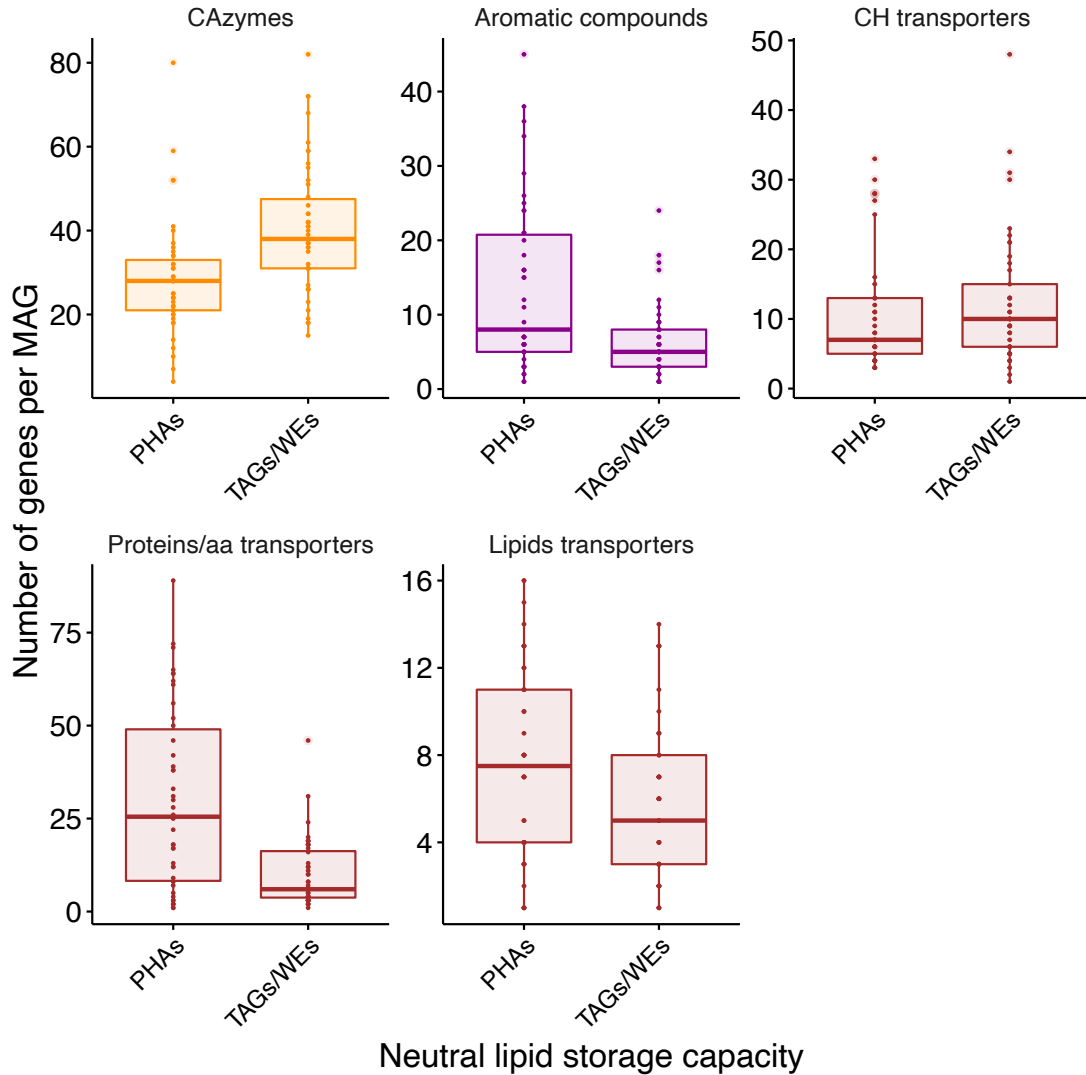 CAzymes
Aromatic compounds
CH transporters
80
60
40
20
40
30
20
10
0
50
40
30
20
10
0
PHAs
TAGs/WEs
PHAs
TAGs/WEs
PHAs
TAGs/WEs
Number of genes per MAG
Proteins/aa transporters
Lipids transporters
75
50
25
0
16
12
8
4
PHAs
TAGs/WEs
PHAs
TAGs/WEs
Neutral lipid storage capacity